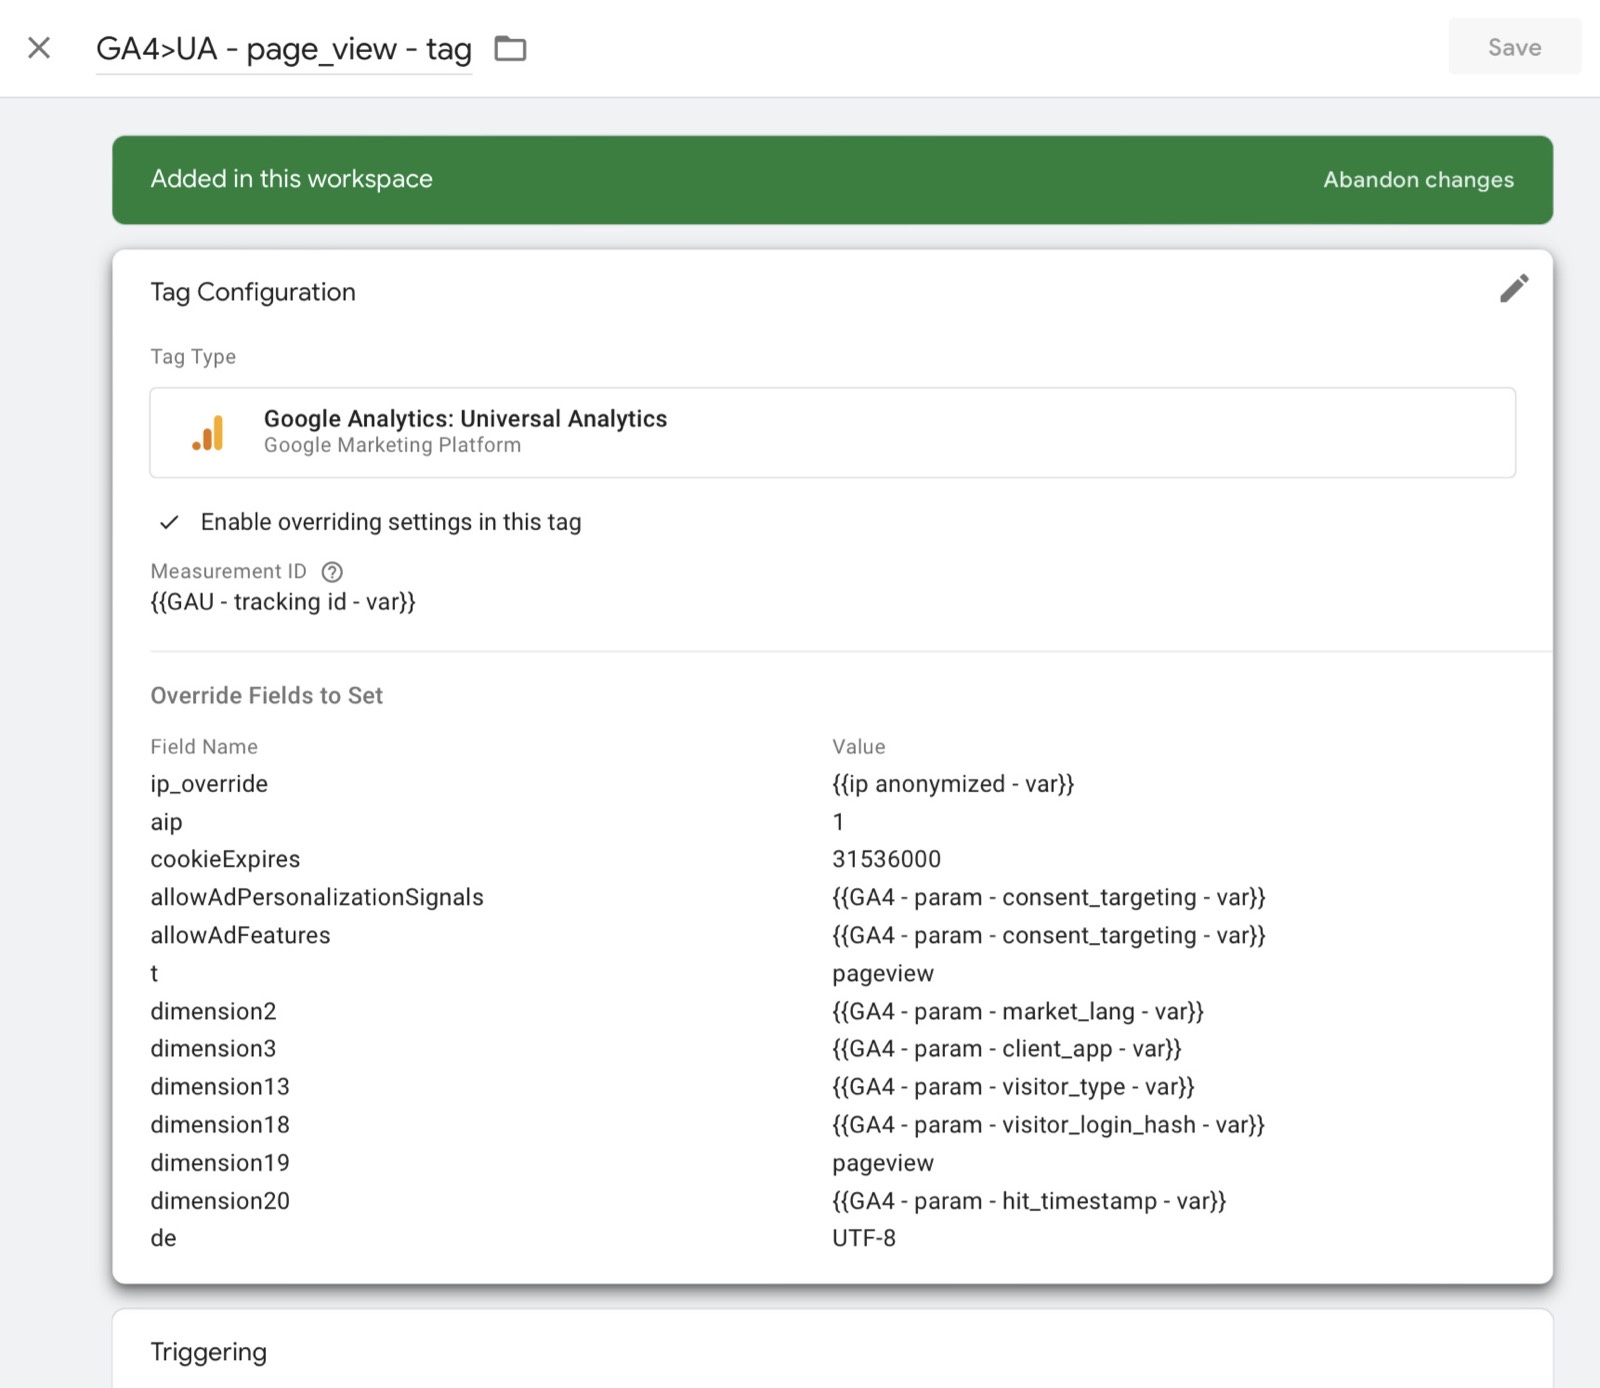 GA4>UA - page_view - tag
Save
Added in this workspace
Abandon changes
Tag Configuration
Tag Type
Google Analytics: Universal Analytics
Google Marketing Platform
Enable overriding settings in this tag
Measurement ID
{{GAU - tracking id - var}}
Override Fields to Set
Field Name Value
ip_override {{ip anonymized - var}}
aip 1
cookieExpires 31536000
allowAdPersonalizationSignals {{GA4 - param - consent_targeting - var}}
allowAdFeatures {{GA4 - param - consent_targeting - var}}
t pageview
dimension2 {{GA4 - param - market_lang - var}}
dimension3 {{GA4 - param - client_app - var}}
dimension13 {{GA4 - param - visitor_type - var}}
dimension18 {{GA4 - param - visitor_login_hash - var}}
dimension19 pageview
dimension20 {{GA4 - param - hit_timestamp - var}}
de UTF-8
Triggering